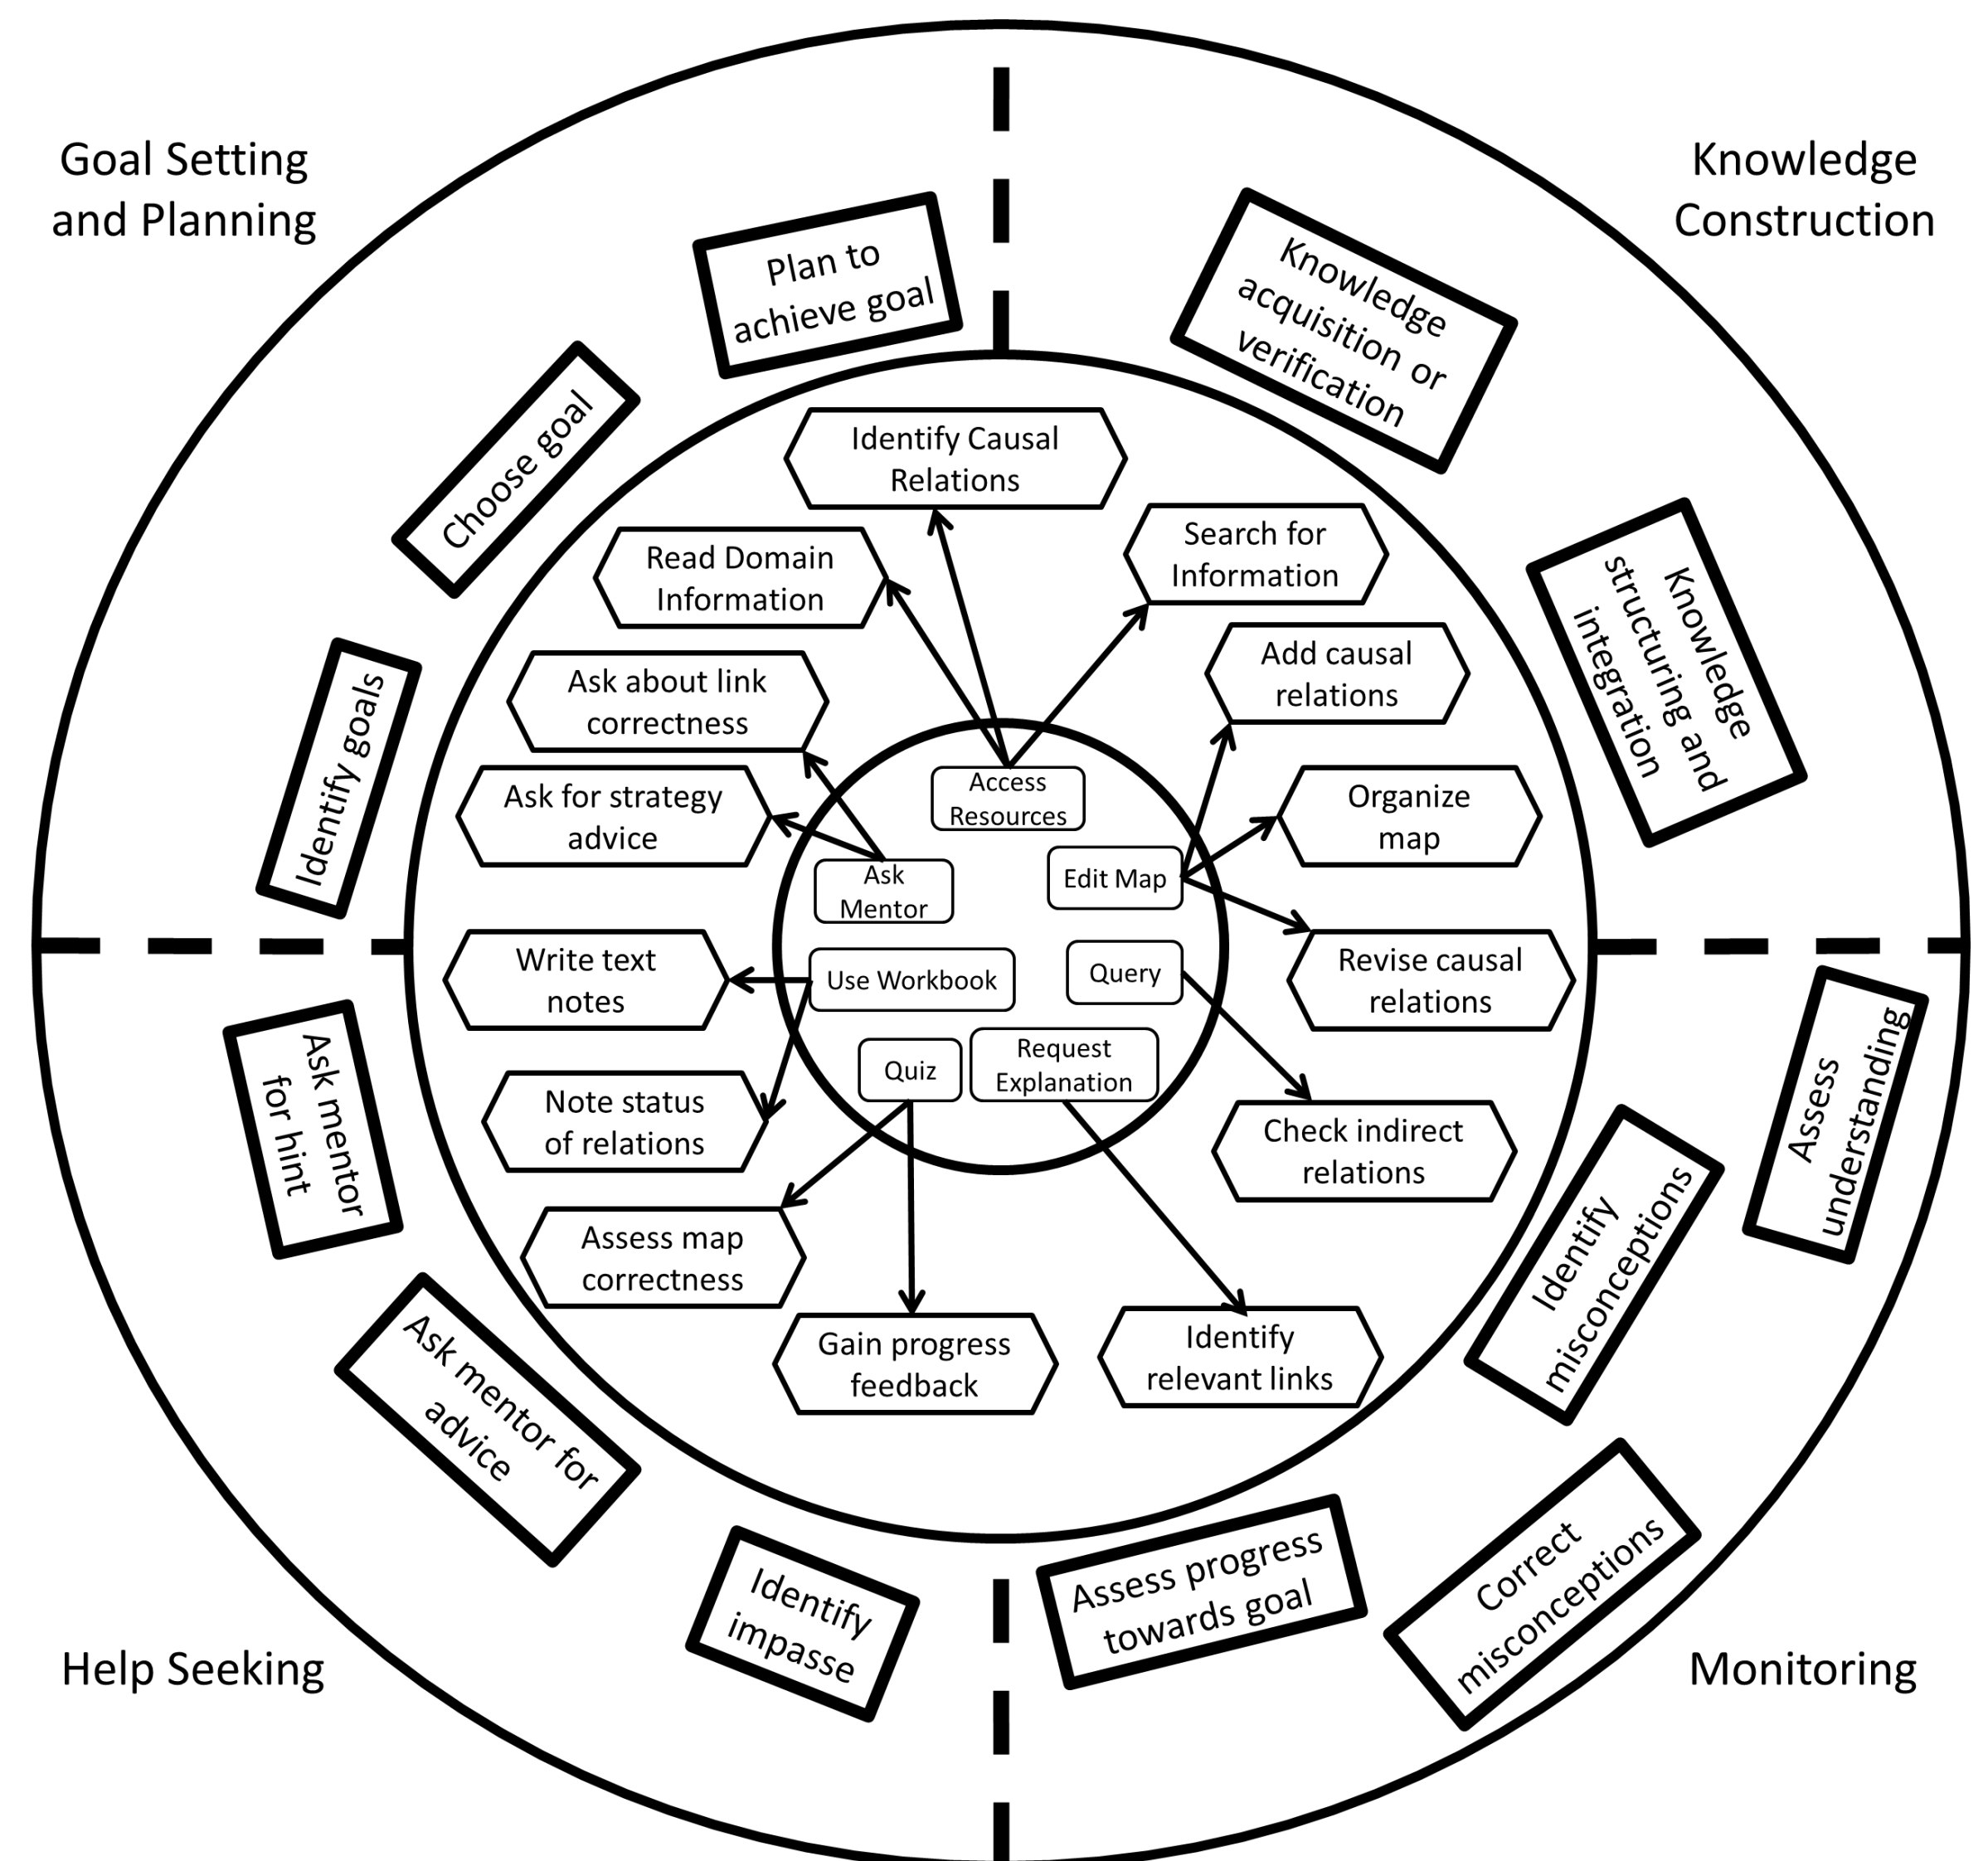 Goal Setting
and Planning
Knowledge
Construction
Plan to
achieve goal
Knowledge
acquisition or
verification
Choose goal
Identify Causal
Relations
Read Domain
Information
Search for
Information
Knowledge
structuring and
integration
Identify goals
Ask about link
correctness
Add causal
relations
Ask for strategy
advice
Access
Resources
Organize
map
Ask
Mentor
Edit Map
Write text
notes
Use Workbook
Query
Revise causal
relations
Ask mentor
for hint
Note status
of relations
Quiz
Request
Explanation
Check indirect
relations
Assess
understanding
Identify
misconceptions
Assess map
correctness
Gain progress
feedback
Identify
relevant links
Ask mentor for
advice
Identify
impasse
Assess progress
towards goal
Correct
misconceptions
Help Seeking
Monitoring